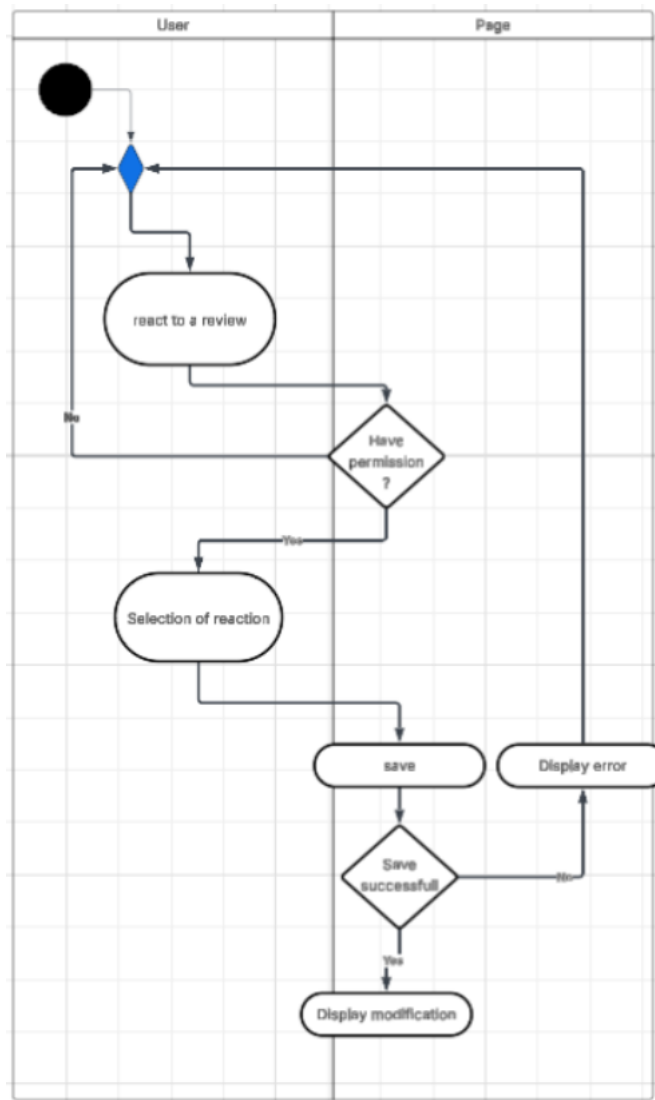 User
Page
react to a review
Have
permission
?
No
Yes
Selection of reaction
save
Display error
Save
successfull
No
Yes
Display modification